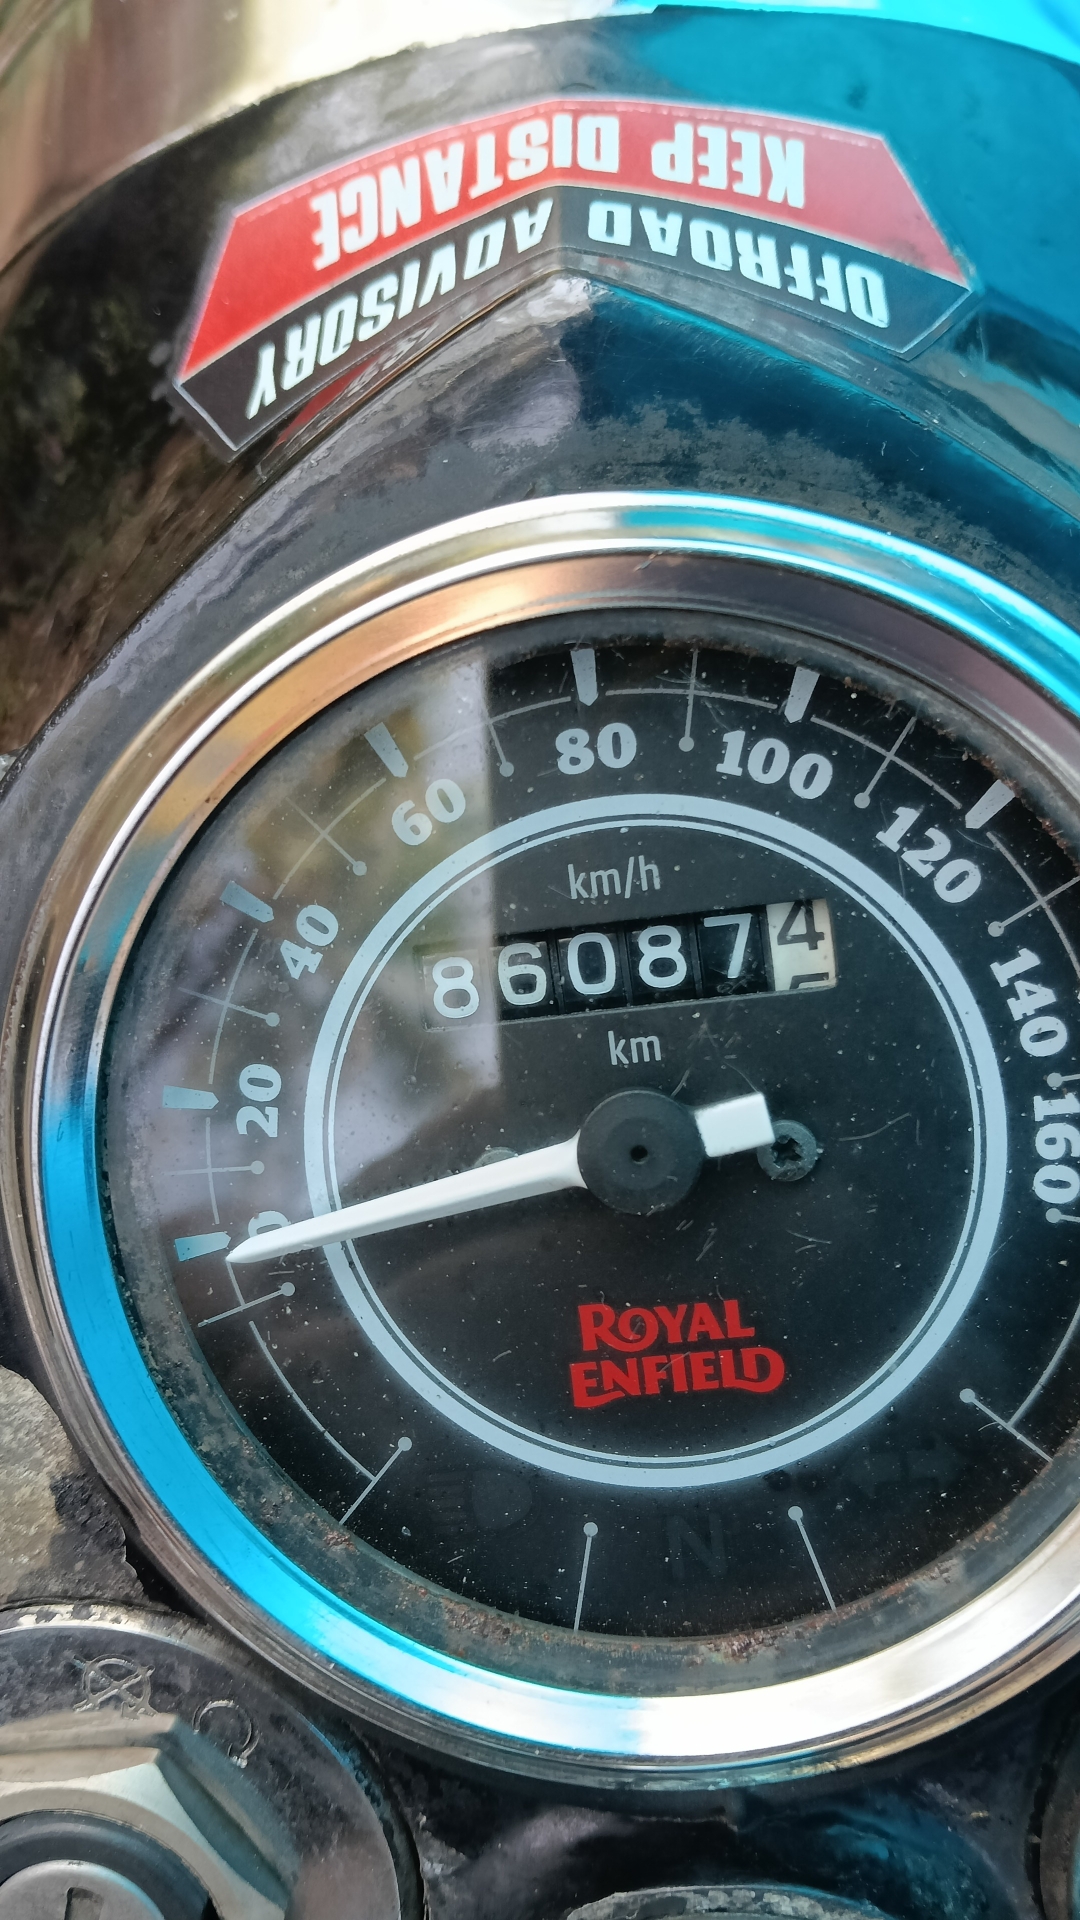 OFFROAD ADVISORY
KEEP DISTANCE
80
100
60
120
40
140
20
160
0
km/h
860874
km
ROYAL
ENFIELD
N